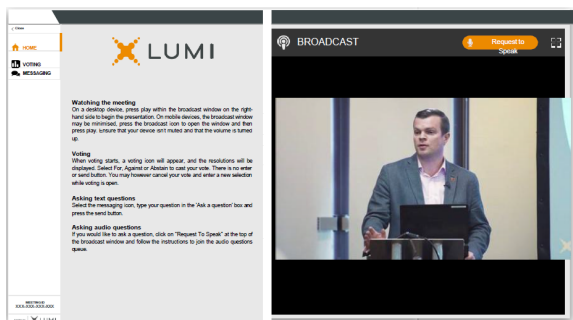 Close
HOME
VOTING
MESSAGING
LUMI
Watching the meeting
On a desktop device, press play within the broadcast window on the right-
hand side to begin the presentation. On mobile devices, the broadcast window
may be minimised, press the broadcast icon to open the window and then
press play. Ensure that your device isn't muted and that the volume is turned
up.
Voting
When voting starts, a voting icon will appear, and the resolutions will be
displayed. Select For, Against or Abstain to cast your vote. There is no enter
or send button. You may however cancel your vote and enter a new selection
while voting is open.
Asking text questions
Select the messaging icon, type your question in the 'Ask a question' box and
press the send button.
Asking audio questions
If you would like to ask a question, click on "Request To Speak" at the top of
the broadcast window and follow the instructions to join the audio questions
queue.
MEETING ID
XXX-XXX-XXX-XXX
LUMI
BROADCAST
Request to
Speak